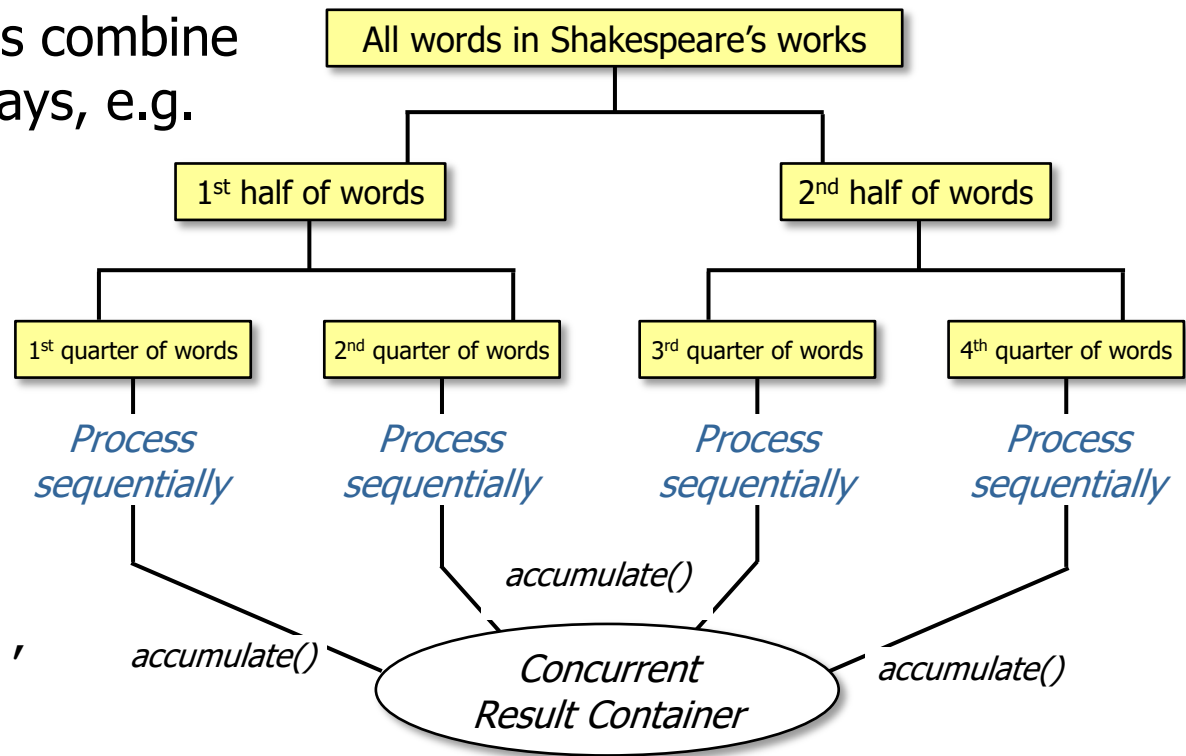 s combine
ays, e.g.
All words in Shakespeare’s works
1st half of words
2nd half of words
1st quarter of words
2nd quarter of words
3rd quarter of words
4th quarter of words
Process
sequentially
Process
sequentially
Process
sequentially
Process
sequentially
accumulate()
,
accumulate()
accumulate()
Concurrent
Result Container